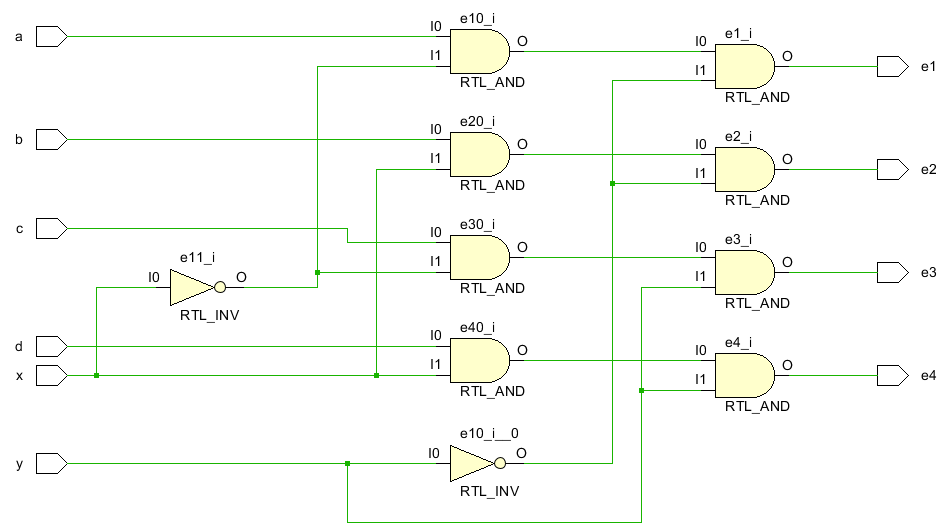 e10_i
a
I0
O
I1
RTL_AND
e1_i
I0
O
I1
RTL_AND
e1
e20_i
b
I0
O
I1
RTL_AND
e2_i
I0
O
I1
RTL_AND
e2
e30_i
c
I0
O
I1
RTL_AND
e3_i
I0
O
I1
RTL_AND
e3
e11_i
I0
O
RTL_INV
e40_i
d
I0
O
x
I1
RTL_AND
e4_i
I0
O
I1
RTL_AND
e4
e10_i__0
y
I0
O
RTL_INV